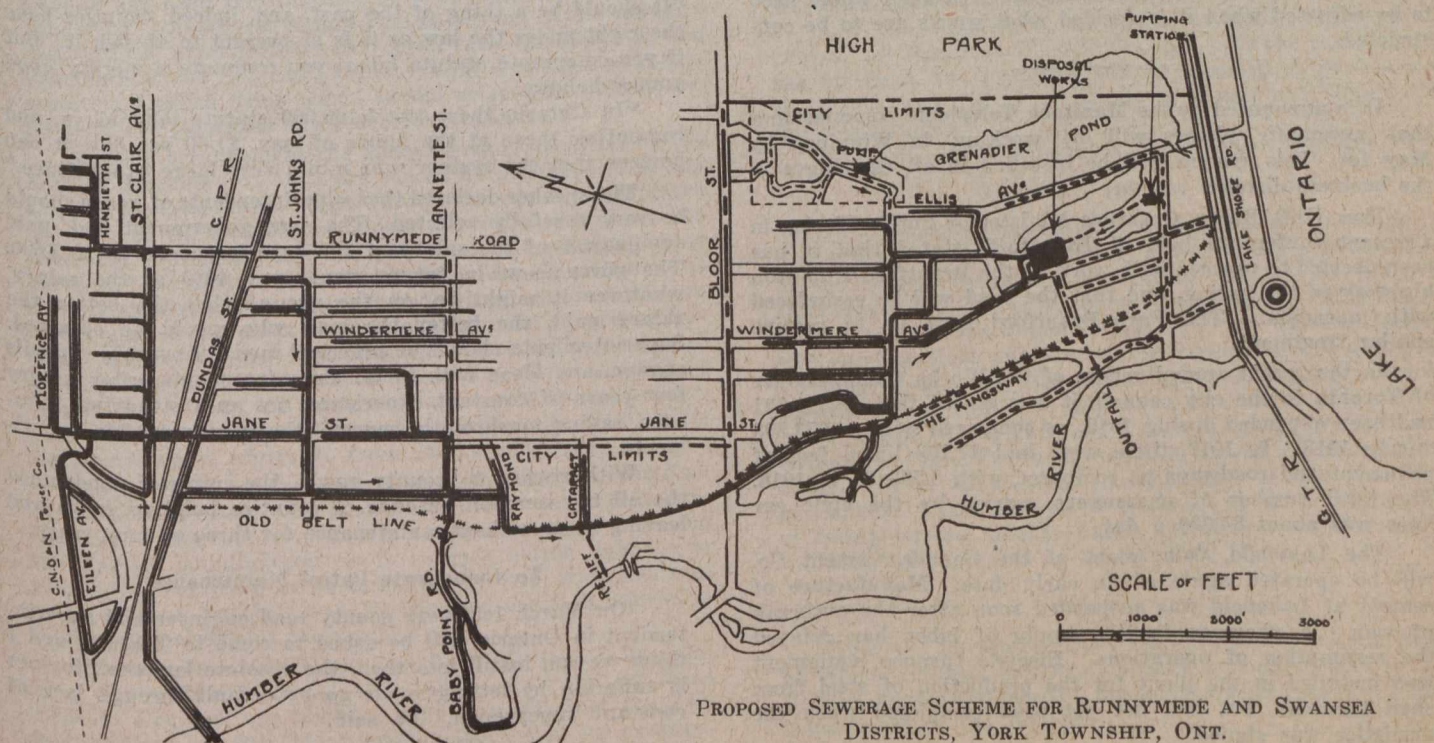 PUMPING
STATION
HIGH PARK
DISPOSAL
WORKS
CITY LIMITS
GRENADIER POND
PUMP
ELLIS AVE
LAKE SHORE RD.
LAKE ONTARIO
HENRIETTA ST
ST. CLAIR AVE
C.P.R.
ST. JOHNS RD.
ANNETTE ST.
RUNNYMEDE ROAD
N
BLOOR ST.
FLORENCE AV.
DUNDAS ST.
WINDERMERE AVE
WINDERMERE AVE
JANE ST.
JANE ST.
CITY LIMITS
RAYMOND
CATARACT
THE KINGSWAY
OUTFALL
G.T.R.
C.N. OR. Power Co.
EILEEN AV.
OLD BELT LINE
RELIEF
BABY POINT RD.
HUMBER RIVER
HUMBER RIVER
SCALE OF FEET
0 1000 2000 3000
PROPOSED SEWERAGE SCHEME FOR RUNNYMEDE AND SWANSEA
DISTRICTS, YORK TOWNSHIP, ONT.